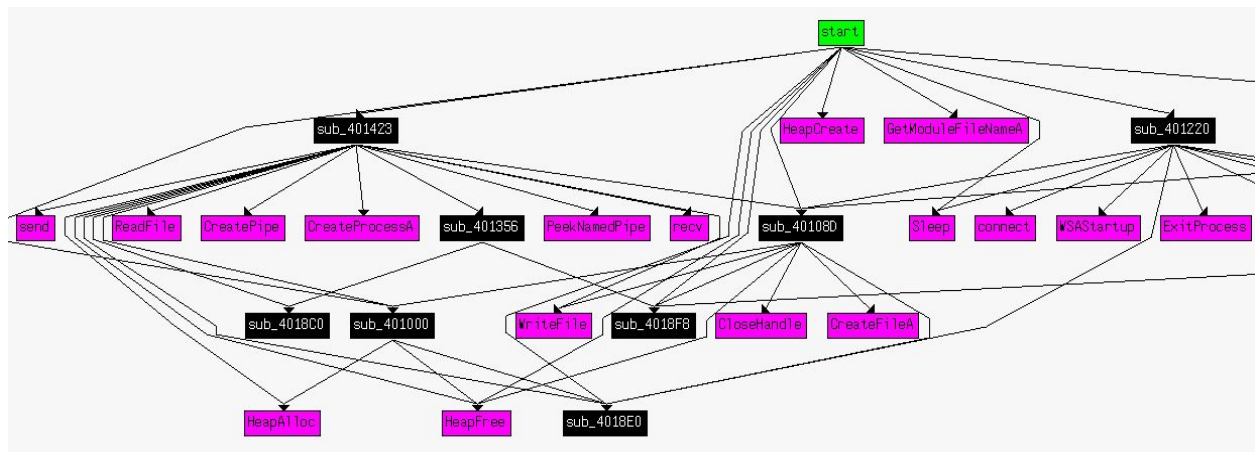 start
sub_401423
HeapCreate
GetModuleFileNameA
sub_401220
send
ReadFile
CreatePipe
CreateProcessA
sub_401356
PeekNamedPipe
recv
sub_40108D
Sleep
connect
WSAStartup
ExitProcess
sub_4018C0
sub_401000
WriteFile
sub_4018F8
CloseHandle
CreateFileA
HeapAlloc
HeapFree
sub_4018E0